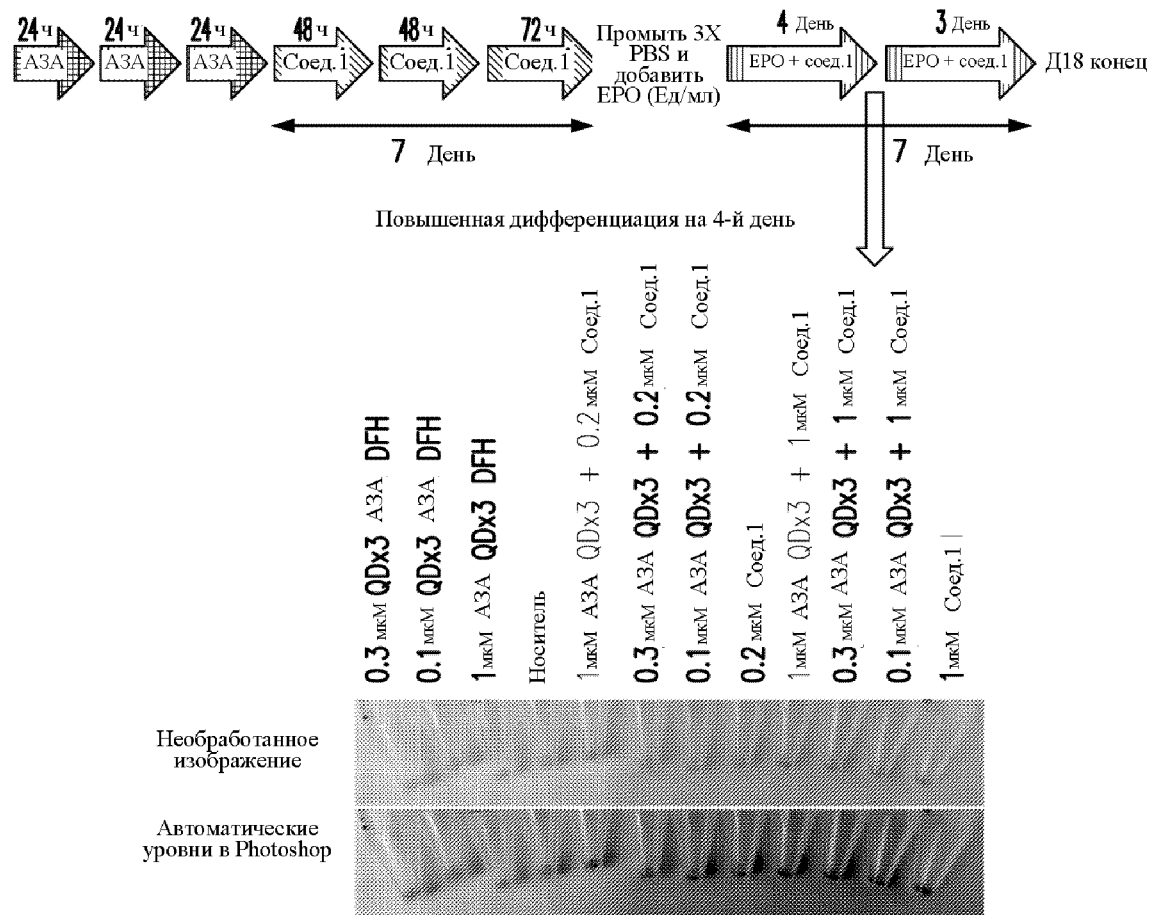 24 ч 24 ч 24 ч 48 ч 48 ч 72 ч
АЗА АЗА АЗА Соед.1 Соед.1 Соед.1
Промыть 3X
PBS и
добавить
EPO (Ед/мл)
4 День 3 День
EPO + соед.1 EPO + соед.1 Д18 конец
7 День 7 День
Повышенная дифференциация на 4-й день
0.3 мкМ QDx3 АЗА DFH
0.1 мкМ QDx3 АЗА DFH
1 мкМ АЗА QDx3 DFH
Носитель
1 мкМ АЗА QDx3 + 0.2 мкМ Соед.1
0.3 мкМ АЗА QDx3 + 0.2 мкМ Соед.1
0.1 мкМ АЗА QDx3 + 0.2 мкМ Соед.1
0.2 мкМ Соед.1
1 мкМ АЗА QDx3 + 1 мкМ Соед.1
0.3 мкМ АЗА QDx3 + 1 мкМ Соед.1
0.1 мкМ АЗА QDx3 + 1 мкМ Соед.1
1 мкМ Соед.1
Необработанное
изображение
Автоматические
уровни в Photoshop